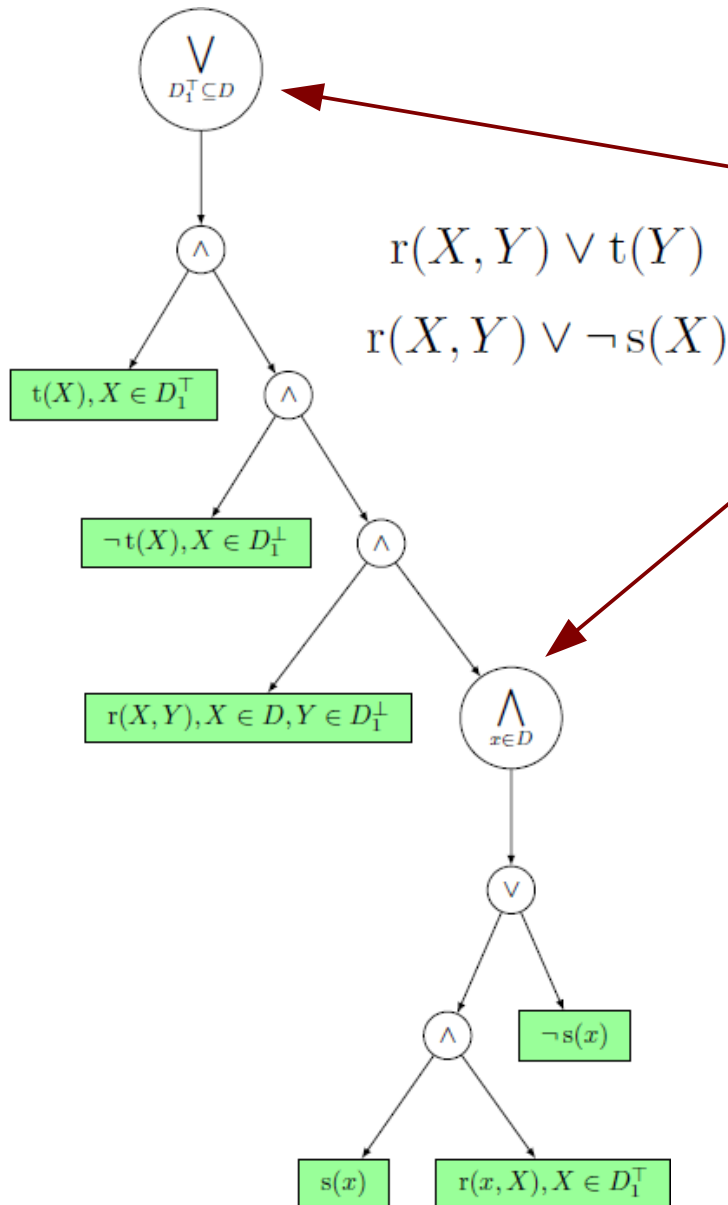 ⋁
D₁^⊤ ⊆ D
∧
r(X, Y) ∨ t(Y)
r(X, Y) ∨ ¬ s(X)
t(X), X ∈ D₁^⊤
∧
¬ t(X), X ∈ D₁^⊥
∧
r(X, Y), X ∈ D, Y ∈ D₁^⊥
⋀
x∈D
∨
∧
¬ s(x)
s(x)
r(x, X), X ∈ D₁^⊤